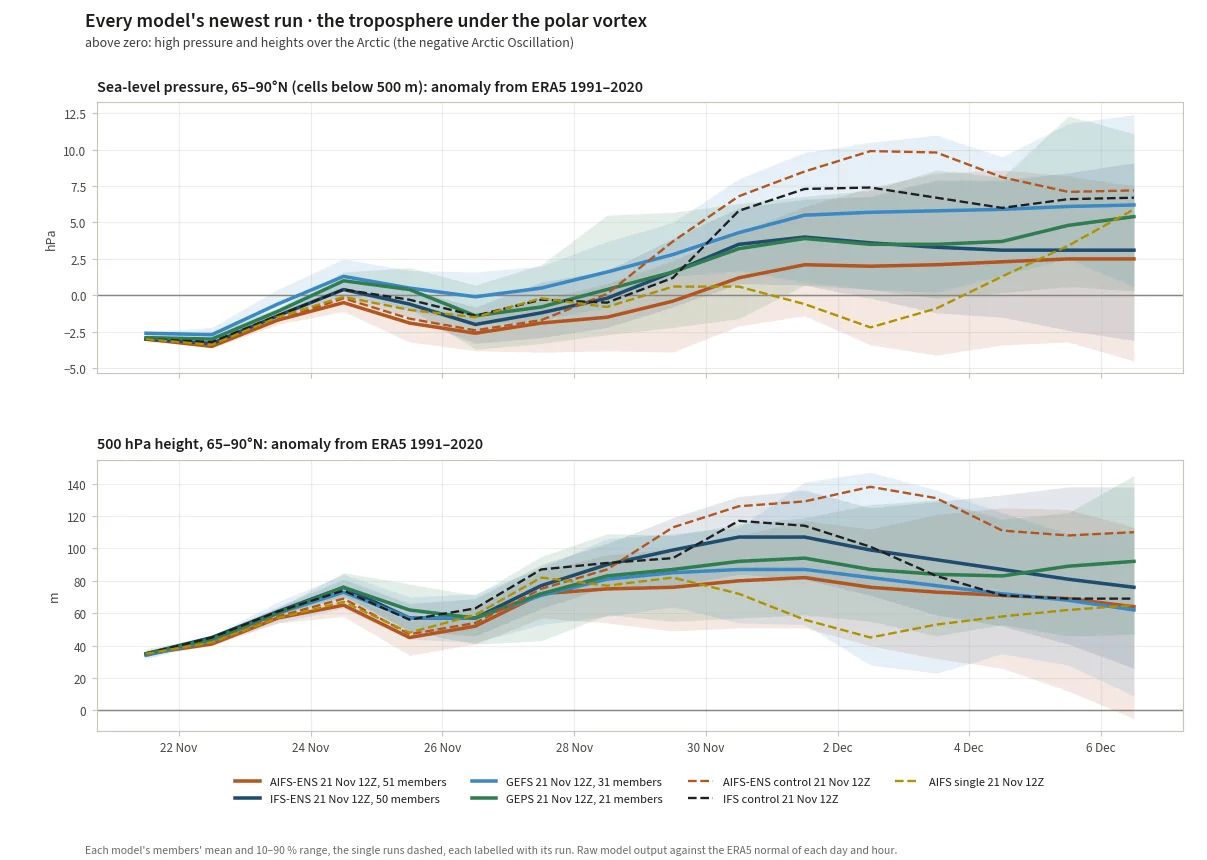 Every model's newest run · the troposphere under the polar vortex
above zero: high pressure and heights over the Arctic (the negative Arctic Oscillation)
Sea-level pressure, 65–90°N (cells below 500 m): anomaly from ERA5 1991–2020
12.5
10.0
7.5
5.0
2.5
0.0
−2.5
−5.0
hPa
500 hPa height, 65–90°N: anomaly from ERA5 1991–2020
140
120
100
80
60
40
20
0
m
22 Nov 24 Nov 26 Nov 28 Nov 30 Nov 2 Dec 4 Dec 6 Dec
AIFS-ENS 21 Nov 12Z, 51 members GEFS 21 Nov 12Z, 31 members AIFS-ENS control 21 Nov 12Z AIFS single 21 Nov 12Z
IFS-ENS 21 Nov 12Z, 50 members GEPS 21 Nov 12Z, 21 members IFS control 21 Nov 12Z
Each model's members' mean and 10–90 % range, the single runs dashed, each labelled with its run. Raw model output against the ERA5 normal of each day and hour.